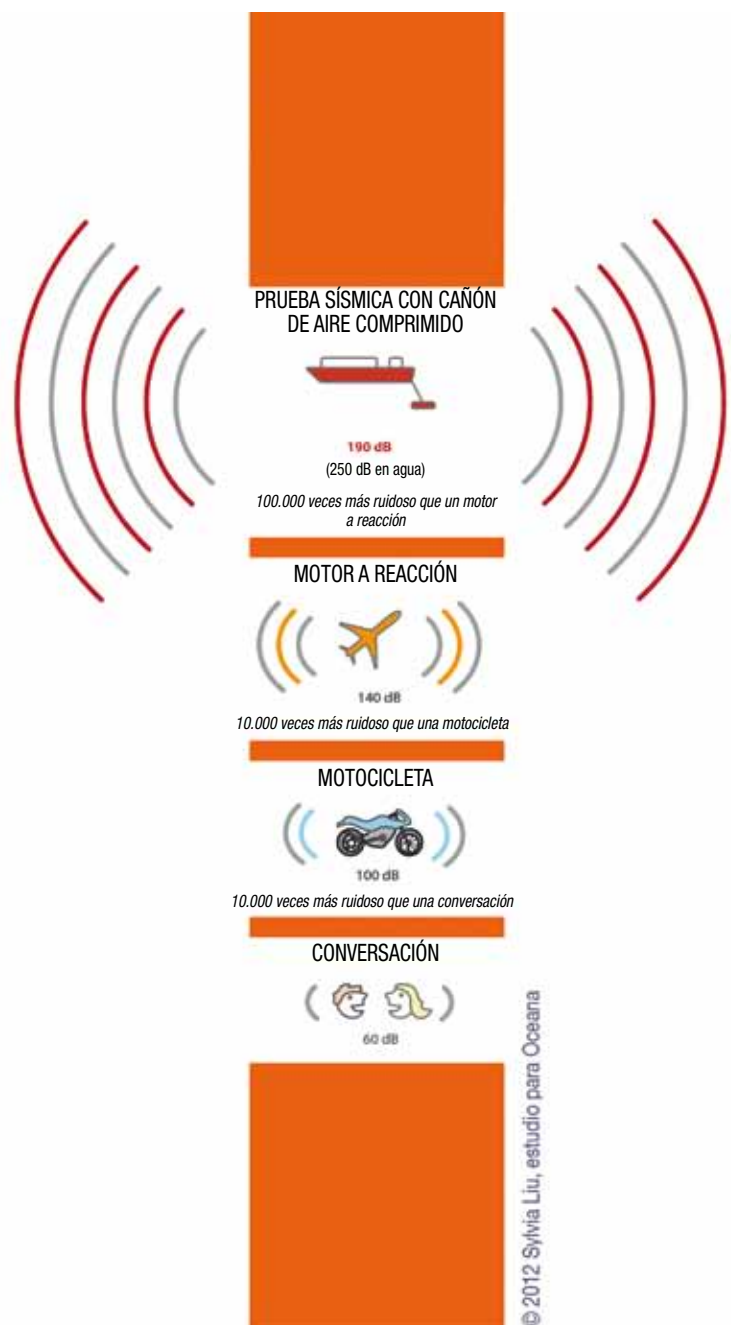 PRUEBA SÍSMICA CON CAÑÓN
DE AIRE COMPRIMIDO
190 dB
(250 dB en agua)
100.000 veces más ruidoso que un motor
a reacción
MOTOR A REACCIÓN
140 dB
10.000 veces más ruidoso que una motocicleta
MOTOCICLETA
100 dB
10.000 veces más ruidoso que una conversación
CONVERSACIÓN
60 dB
© 2012 Sylvia Liu, estudio para Oceana